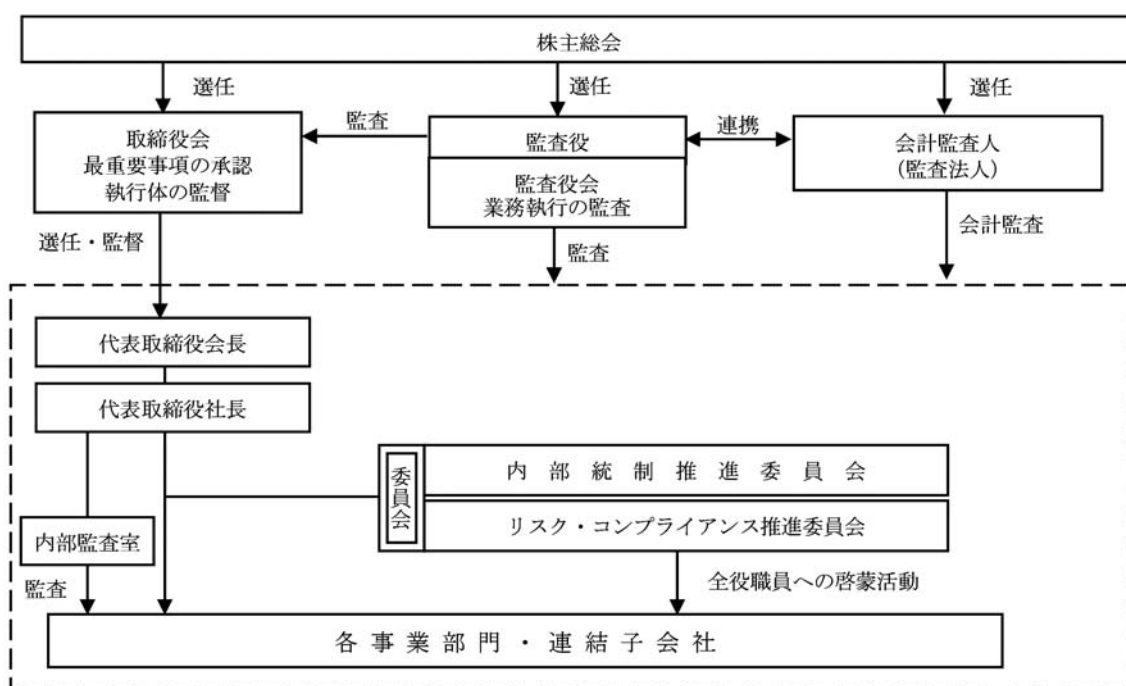 株主総会
選任
選任
選任
取締役会
最重要事項の承認
執行体の監督
監査
監査役
監査役会
業務執行の監査
連携
会計監査人
（監査法人）
選任・監督
監査
会計監査
代表取締役会長
代表取締役社長
委員会
内部統制推進委員会
リスク・コンプライアンス推進委員会
内部監査室
監査
全役職員への啓蒙活動
各事業部門・連結子会社